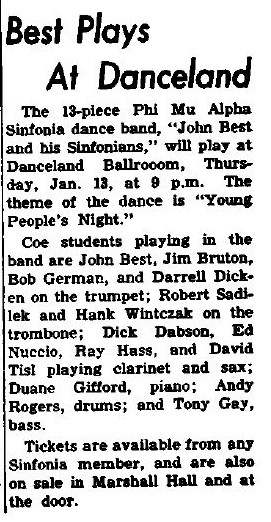 Best Plays
At Danceland
The 13-piece Phi Mu Alpha
Sinfonia dance band, "John Best
and his Sinfonians," will play at
Danceland Ballrooom, Thurs-
day, Jan. 13, at 9 p.m. The
theme of the dance is "Young
People's Night."
Coe students playing in the
band are John Best, Jim Bruton,
Bob German, and Darrell Dick-
en on the trumpet; Robert Sadi-
lek and Hank Wintczak on the
trombone; Dick Dabson, Ed
Nuccio, Ray Hass, and David
Tisl playing clarinet and sax;
Duane Gifford, piano; Andy
Rogers, drums; and Tony Gay,
bass.
Tickets are available from any
Sinfonia member, and are also
on sale in Marshall Hall and at
the door.